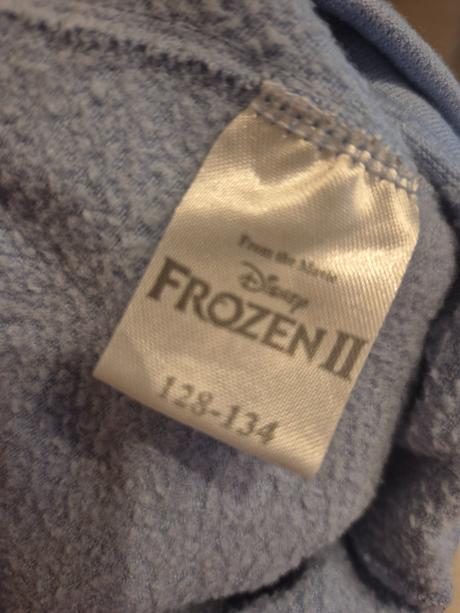 From the Movie
Disney
FROZEN II
128-134